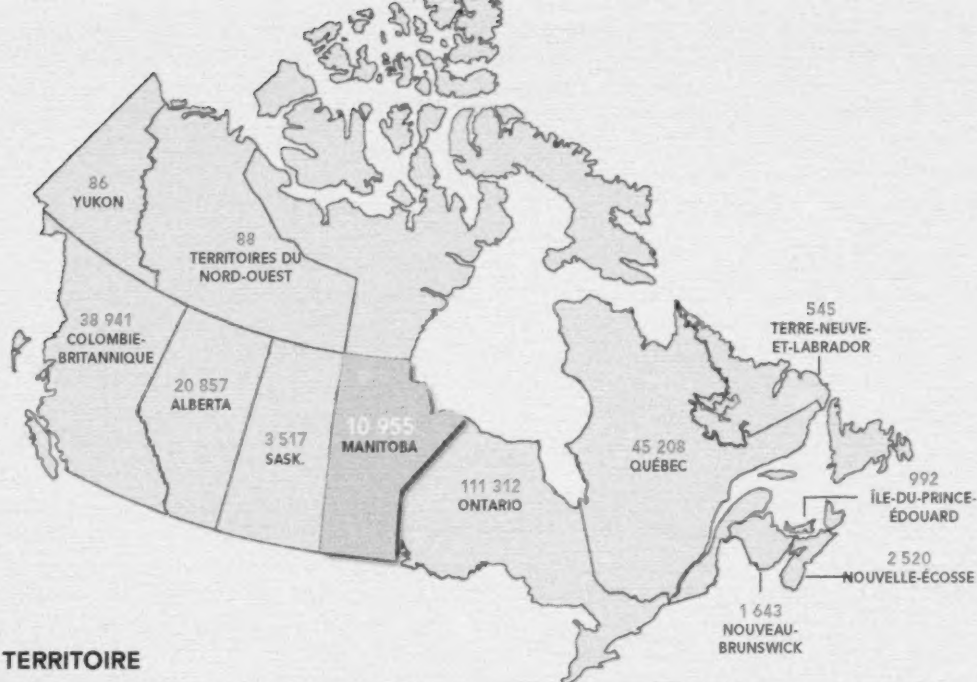 86
YUKON
88
TERRITOIRES DU
NORD-OUEST
38 941
COLOMBIE-
BRITANNIQUE
20 857
ALBERTA
3 517
SASK.
10 955
MANITOBA
111 312
ONTARIO
45 208
QUÉBEC
545
TERRE-NEUVE-
ET-LABRADOR
992
ÎLE-DU-PRINCE-
ÉDOUARD
2 520
NOUVELLE-ÉCOSSE
1 643
NOUVEAU-
BRUNSWICK
TERRITOIRE